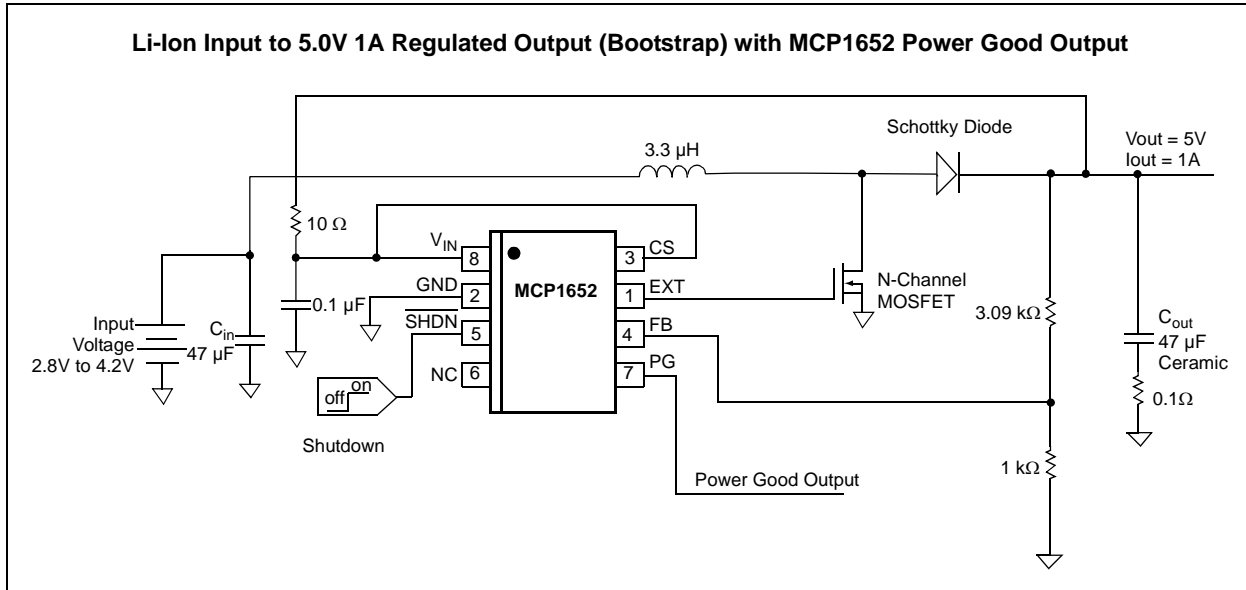 Li-Ion Input to 5.0V 1A Regulated Output (Bootstrap) with MCP1652 Power Good Output
Schottky Diode
Vout = 5V
Iout = 1A
3.3 µH
10 Ω
VIN
8
GND
2
SHDN
5
NC
6
MCP1652
3
CS
1
EXT
4
FB
7
PG
N-Channel
MOSFET
3.09 kΩ
Cout
47 µF
Ceramic
0.1Ω
0.1 µF
Input
Voltage
2.8V to 4.2V
Cin
47 µF
off
on
Shutdown
1 kΩ
Power Good Output